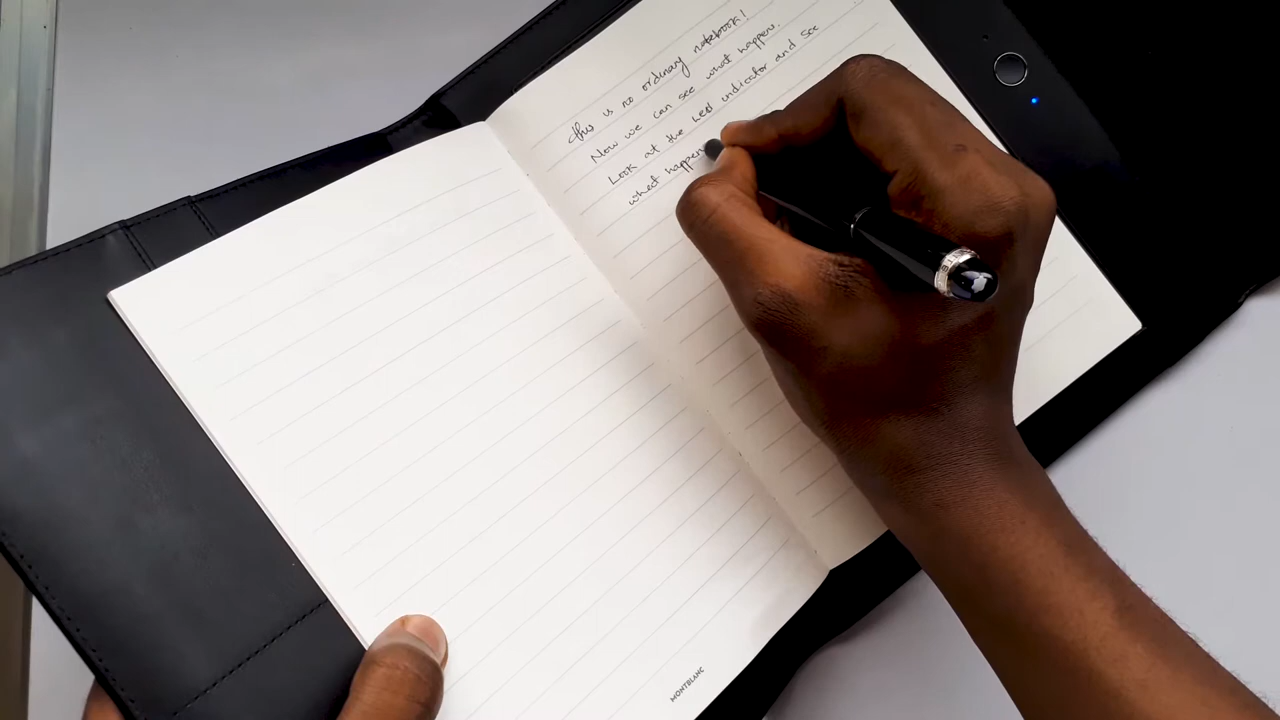 This is no ordinary notebook!
Now we can see what happens.
Look at the led indicator and see
what happens
MONTBLANC